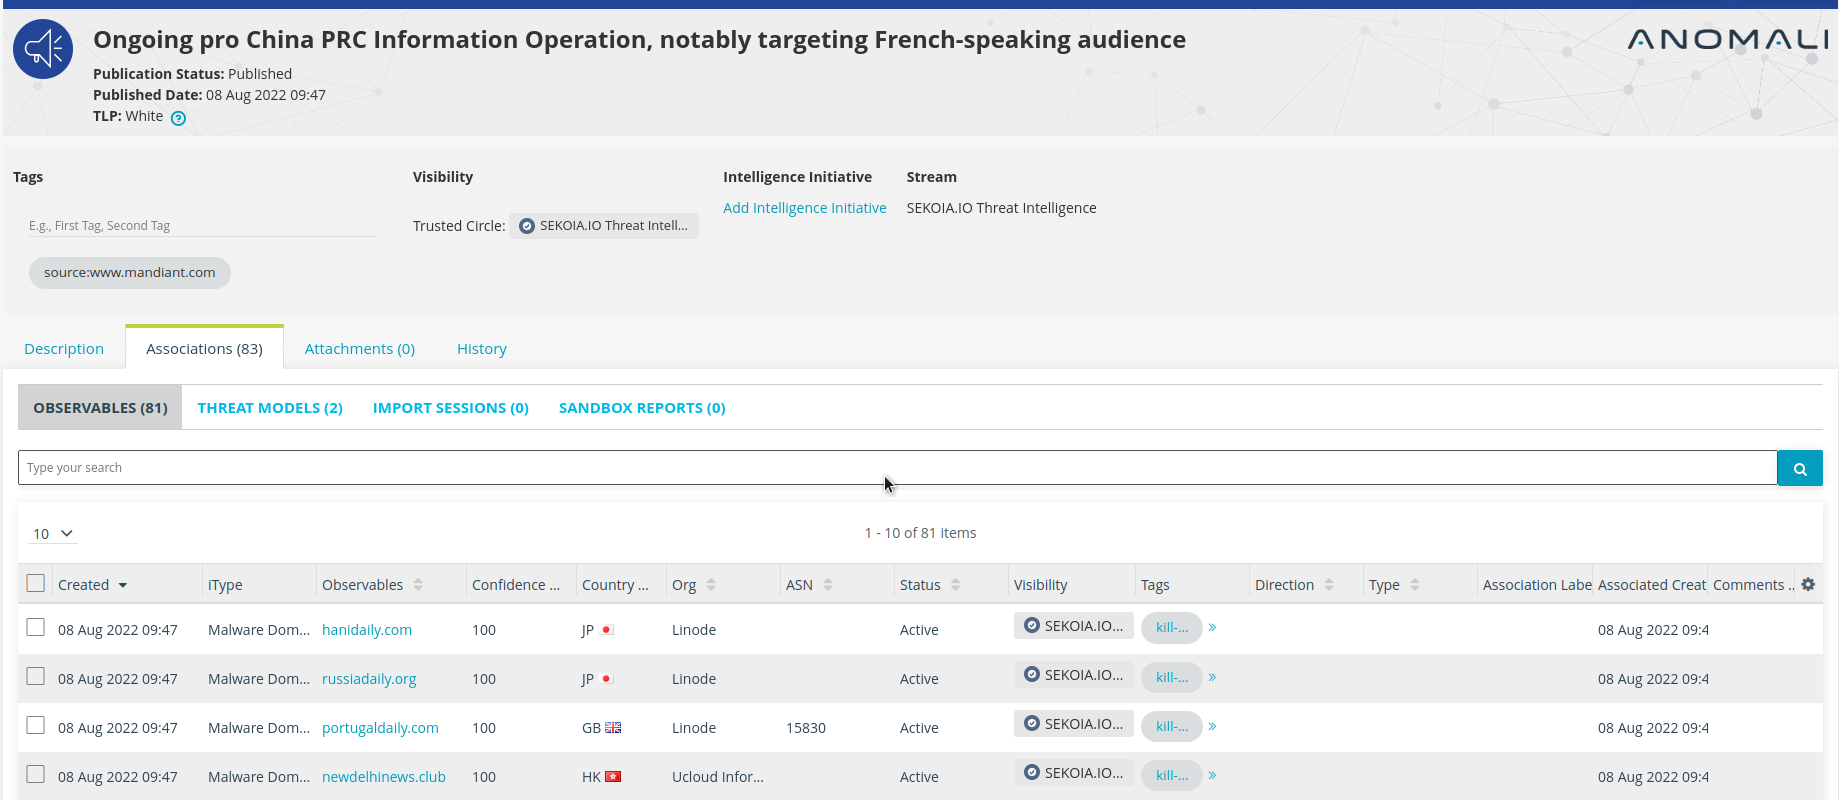 Ongoing pro China PRC Information Operation, notably targeting French-speaking audience
ANOMALI
Publication Status: Published
Published Date: 08 Aug 2022 09:47
TLP: White ?
Tags Visibility Intelligence Initiative Stream
Add Intelligence Initiative SEKOIA.IO Threat Intelligence
E.g., First Tag, Second Tag Trusted Circle: SEKOIA.IO Threat Intell...
source:www.mandiant.com
Description Associations (83) Attachments (0) History
OBSERVABLES (81) THREAT MODELS (2) IMPORT SESSIONS (0) SANDBOX REPORTS (0)
Type your search
10 1 - 10 of 81 items
Created iType Observables Confidence ... Country ... Org ASN Status Visibility Tags Direction Type Association Labe Associated Creat Comments ..
08 Aug 2022 09:47 Malware Dom... hanidaily.com 100 JP Linode Active SEKOIA.IO... kill-... » 08 Aug 2022 09:4
08 Aug 2022 09:47 Malware Dom... russiadaily.org 100 JP Linode Active SEKOIA.IO... kill-... » 08 Aug 2022 09:4
08 Aug 2022 09:47 Malware Dom... portugaldaily.com 100 GB Linode 15830 Active SEKOIA.IO... kill-... » 08 Aug 2022 09:4
08 Aug 2022 09:47 Malware Dom... newdelhinews.club 100 HK Ucloud Infor... Active SEKOIA.IO... kill-... » 08 Aug 2022 09:4